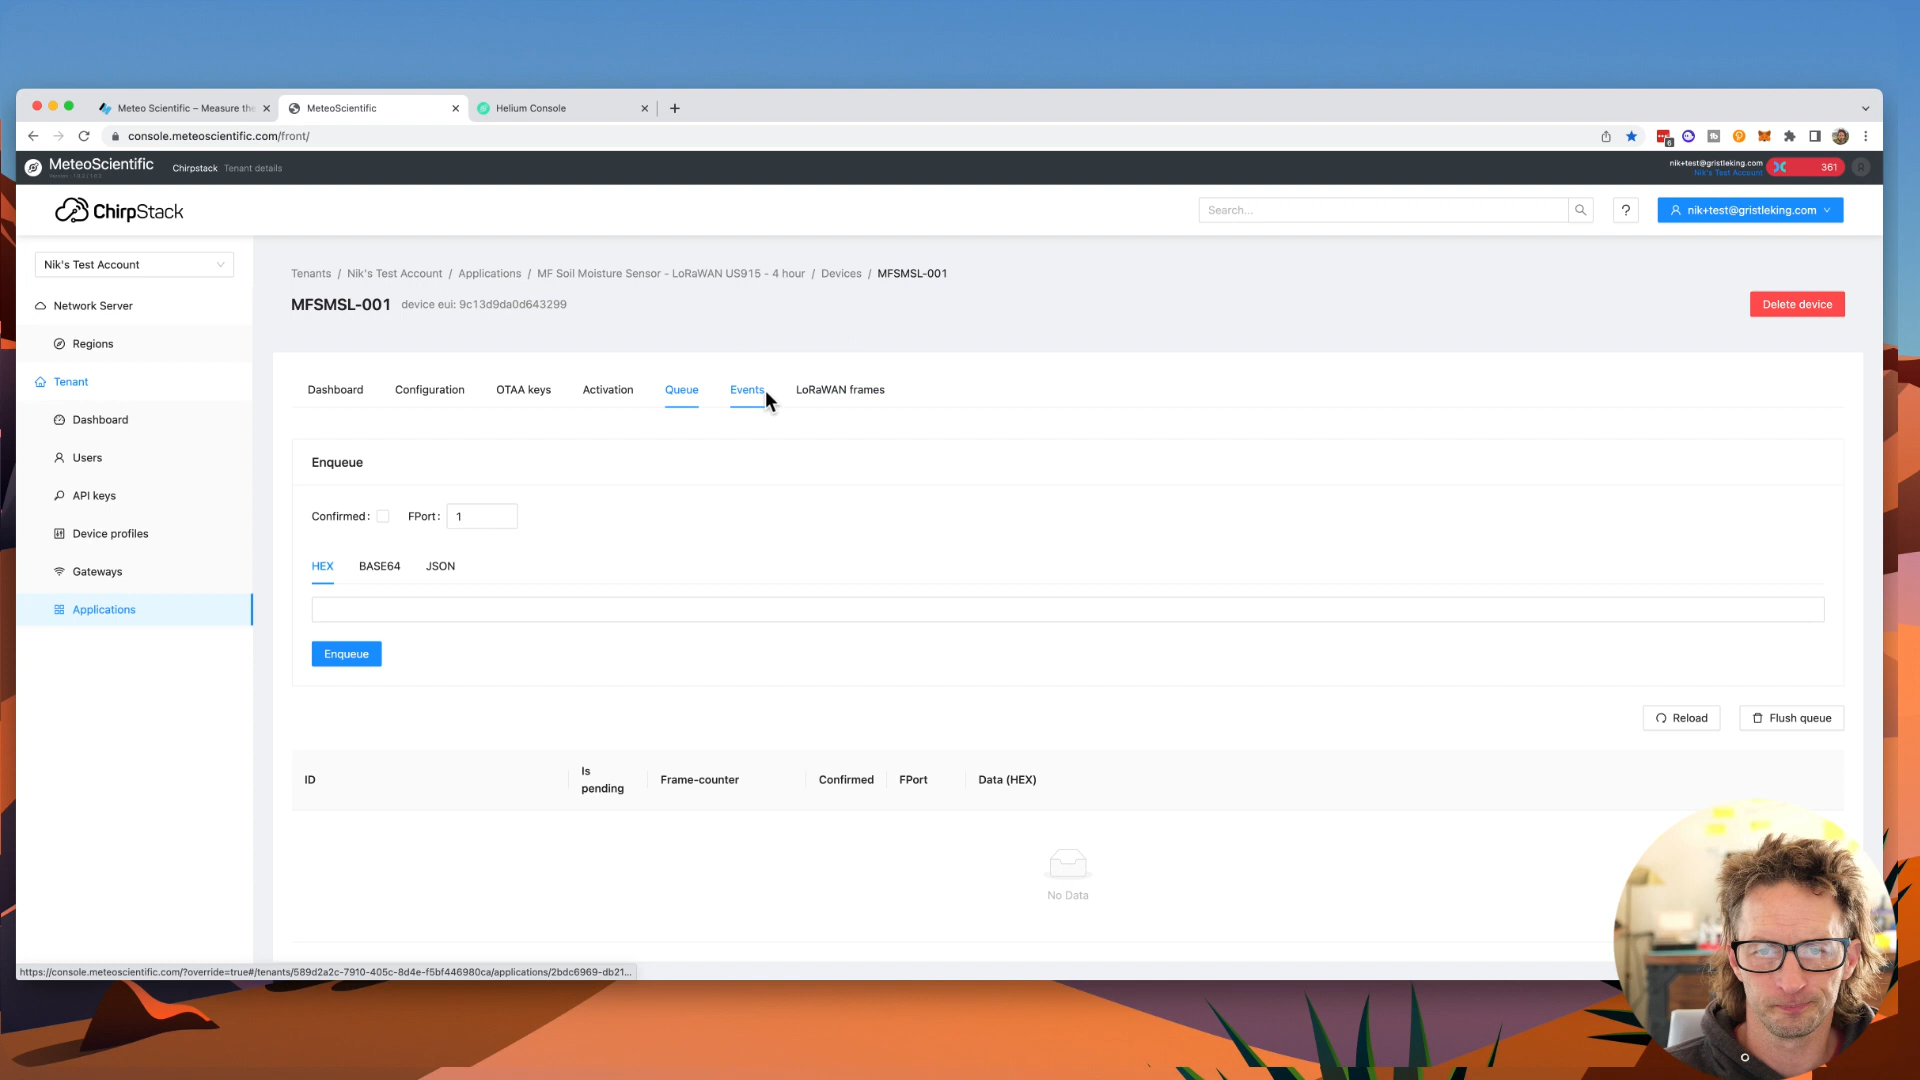 Meteo Scientific – Measure the
MeteoScientific
Helium Console
console.meteoscientific.com/front/
MeteoScientific
Chirpstack Tenant details
nik+test@gristleking.com
Nik's Test Account
361
ChirpStack
Search...
?
nik+test@gristleking.com
Nik's Test Account
Network Server
Regions
Tenant
Dashboard
Users
API keys
Device profiles
Gateways
Applications
Tenants / Nik's Test Account / Applications / MF Soil Moisture Sensor - LoRaWAN US915 - 4 hour / Devices / MFSMSL-001
MFSMSL-001 device eui: 9c13d9da0d643299
Delete device
Dashboard Configuration OTAA keys Activation Queue Events LoRaWAN frames
Enqueue
Confirmed: FPort: 1
HEX BASE64 JSON
Enqueue
Reload Flush queue
ID Is pending Frame-counter Confirmed FPort Data (HEX)
No Data
https://console.meteoscientific.com/?override=true#/tenants/589d2a2c-7910-405c-8d4e-f5bf446980ca/applications/2bdc6969-db21...